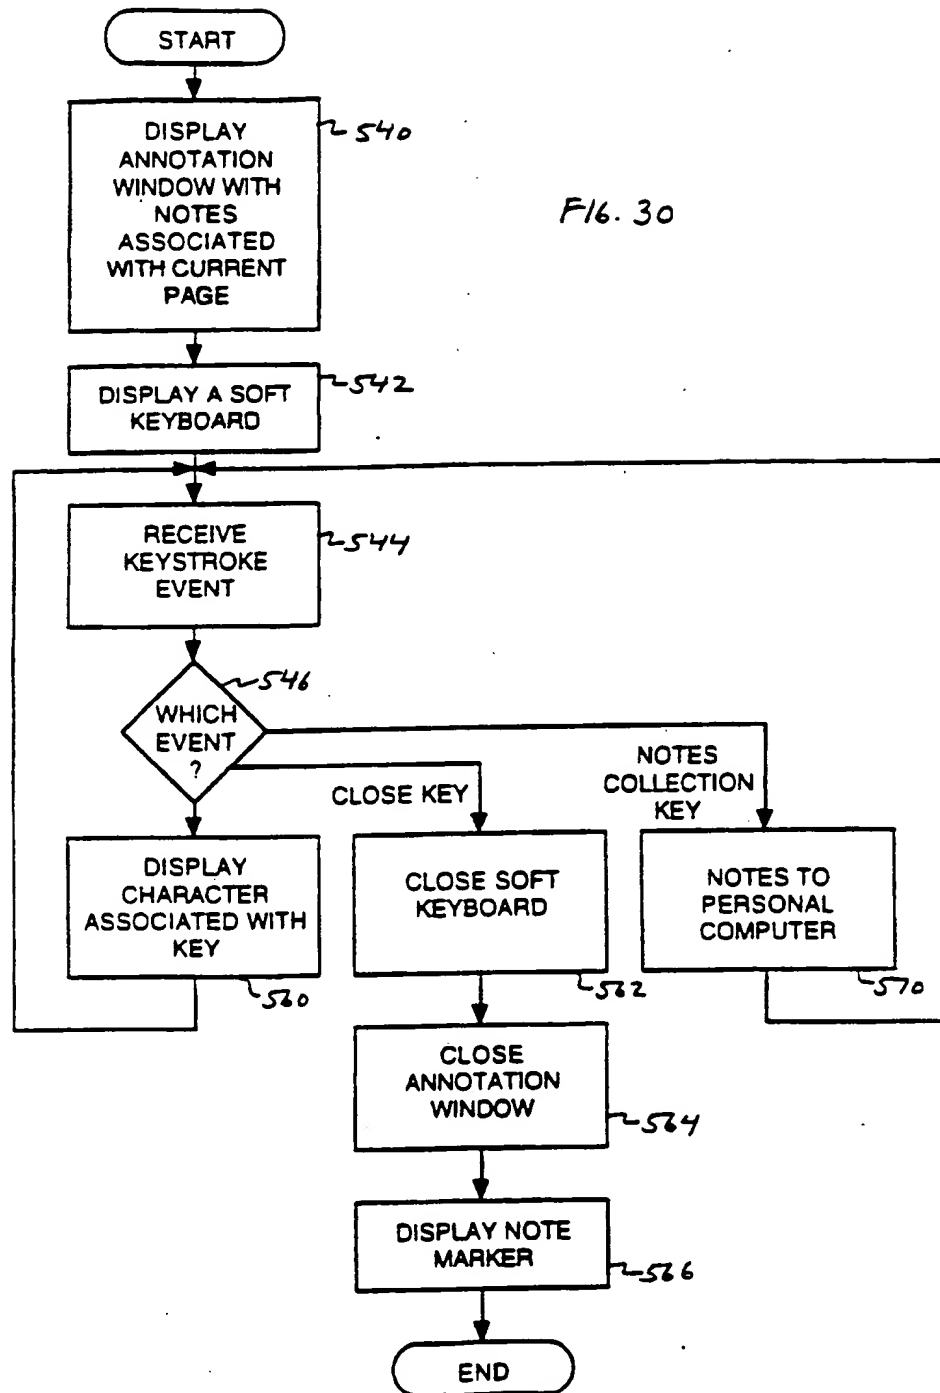 START
DISPLAY
ANNOTATION
WINDOW WITH
NOTES
ASSOCIATED
WITH CURRENT
PAGE
540
FIG. 30
DISPLAY A SOFT
KEYBOARD
542
RECEIVE
KEYSTROKE
EVENT
544
546
WHICH
EVENT
?
CLOSE KEY
NOTES
COLLECTION
KEY
DISPLAY
CHARACTER
ASSOCIATED WITH
KEY
560
CLOSE SOFT
KEYBOARD
562
NOTES TO
PERSONAL
COMPUTER
570
CLOSE
ANNOTATION
WINDOW
564
DISPLAY NOTE
MARKER
566
END